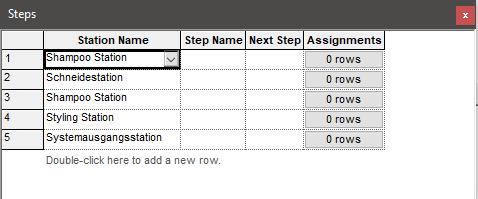 Steps x
Station Name Step Name Next Step Assignments
1 Shampoo Station 0 rows
2 Schneidestation 0 rows
3 Shampoo Station 0 rows
4 Styling Station 0 rows
5 Systemausgangsstation 0 rows
Double-click here to add a new row.